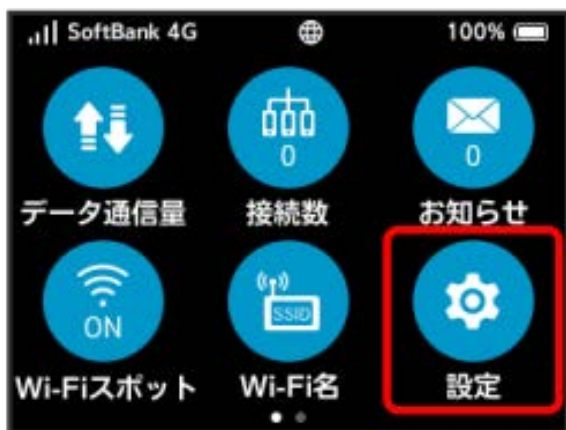 SoftBank 4G 100%
0 0
データ通信量 接続数 お知らせ
ON SSID
Wi-Fiスポット Wi-Fi名 設定